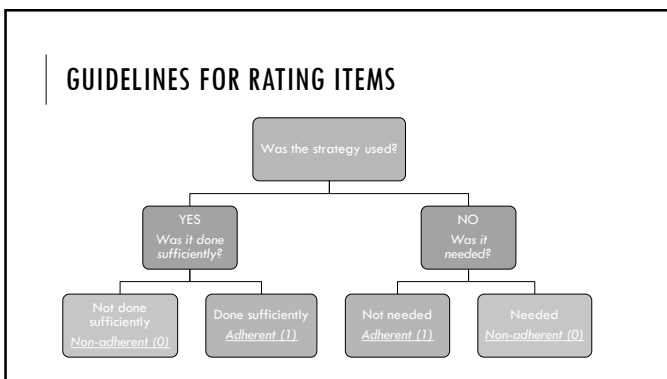 GUIDELINES FOR RATING ITEMS
Was the strategy used?
YES
Was it done
sufficiently?
NO
Was it
needed?
Not done
sufficiently
Non-adherent (0)
Done sufficiently
Adherent (1)
Not needed
Adherent (1)
Needed
Non-adherent (0)